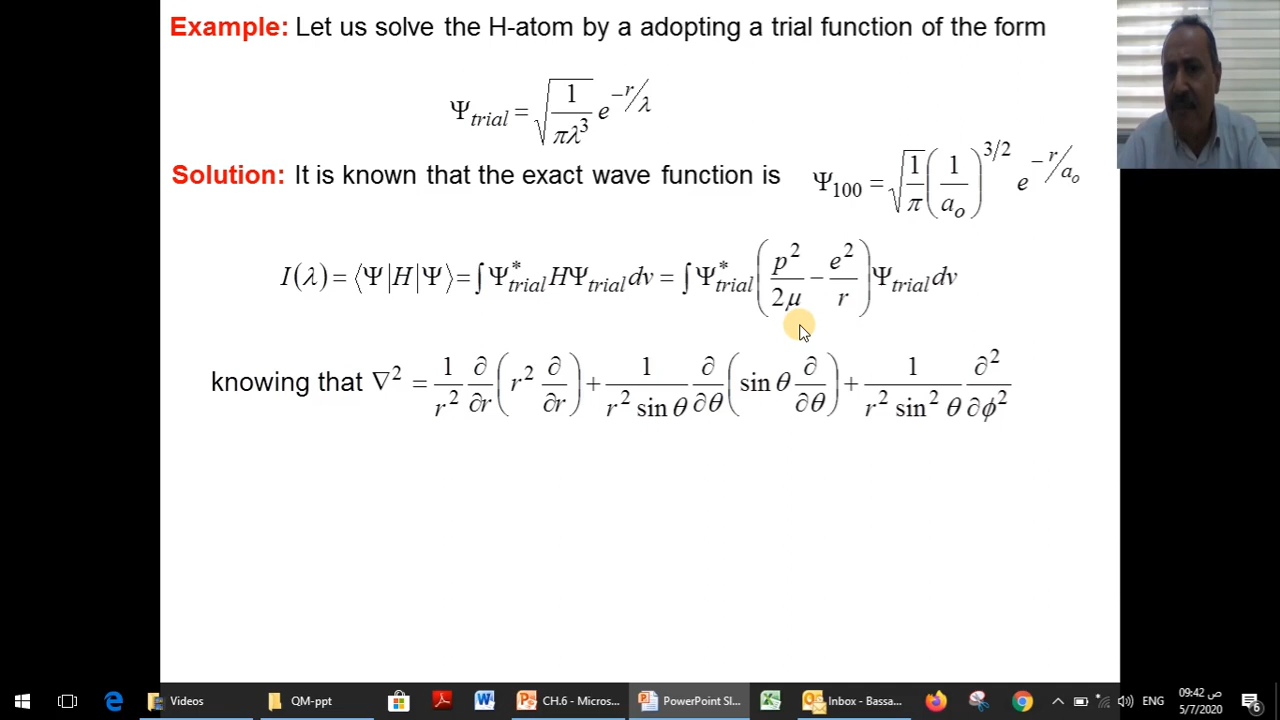 Example: Let us solve the H-atom by a adopting a trial function of the form
Ψ_trial = √(1/(πλ³)) e^(−r/λ)
Solution: It is known that the exact wave function is Ψ₁₀₀ = √(1/π) (1/a_o)^(3/2) e^(−r/a_o)
I(λ) = ⟨Ψ|H|Ψ⟩ = ∫Ψ*_trial HΨ_trial dv = ∫Ψ*_trial (p²/2μ − e²/r) Ψ_trial dv
knowing that ∇² = 1/r² ∂/∂r (r² ∂/∂r) + 1/(r² sin θ) ∂/∂θ (sin θ ∂/∂θ) + 1/(r² sin² θ) ∂²/∂ϕ²
Videos
QM-ppt
CH.6 - Micros...
PowerPoint Sl...
Inbox - Bassa...
ENG
09:42 ص
5/7/2020
6